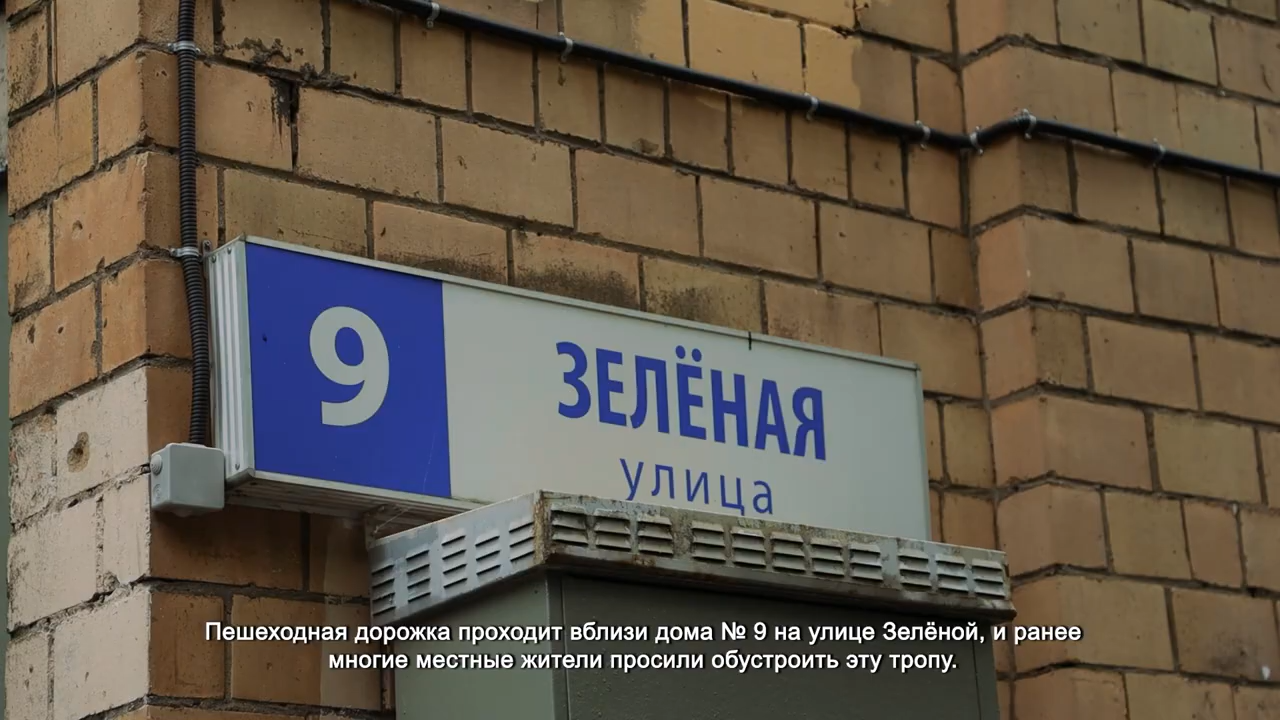 9
ЗЕЛЁНАЯ
улица
Пешеходная дорожка проходит вблизи дома № 9 на улице Зелёной, и ранее
многие местные жители просили обустроить эту тропу.